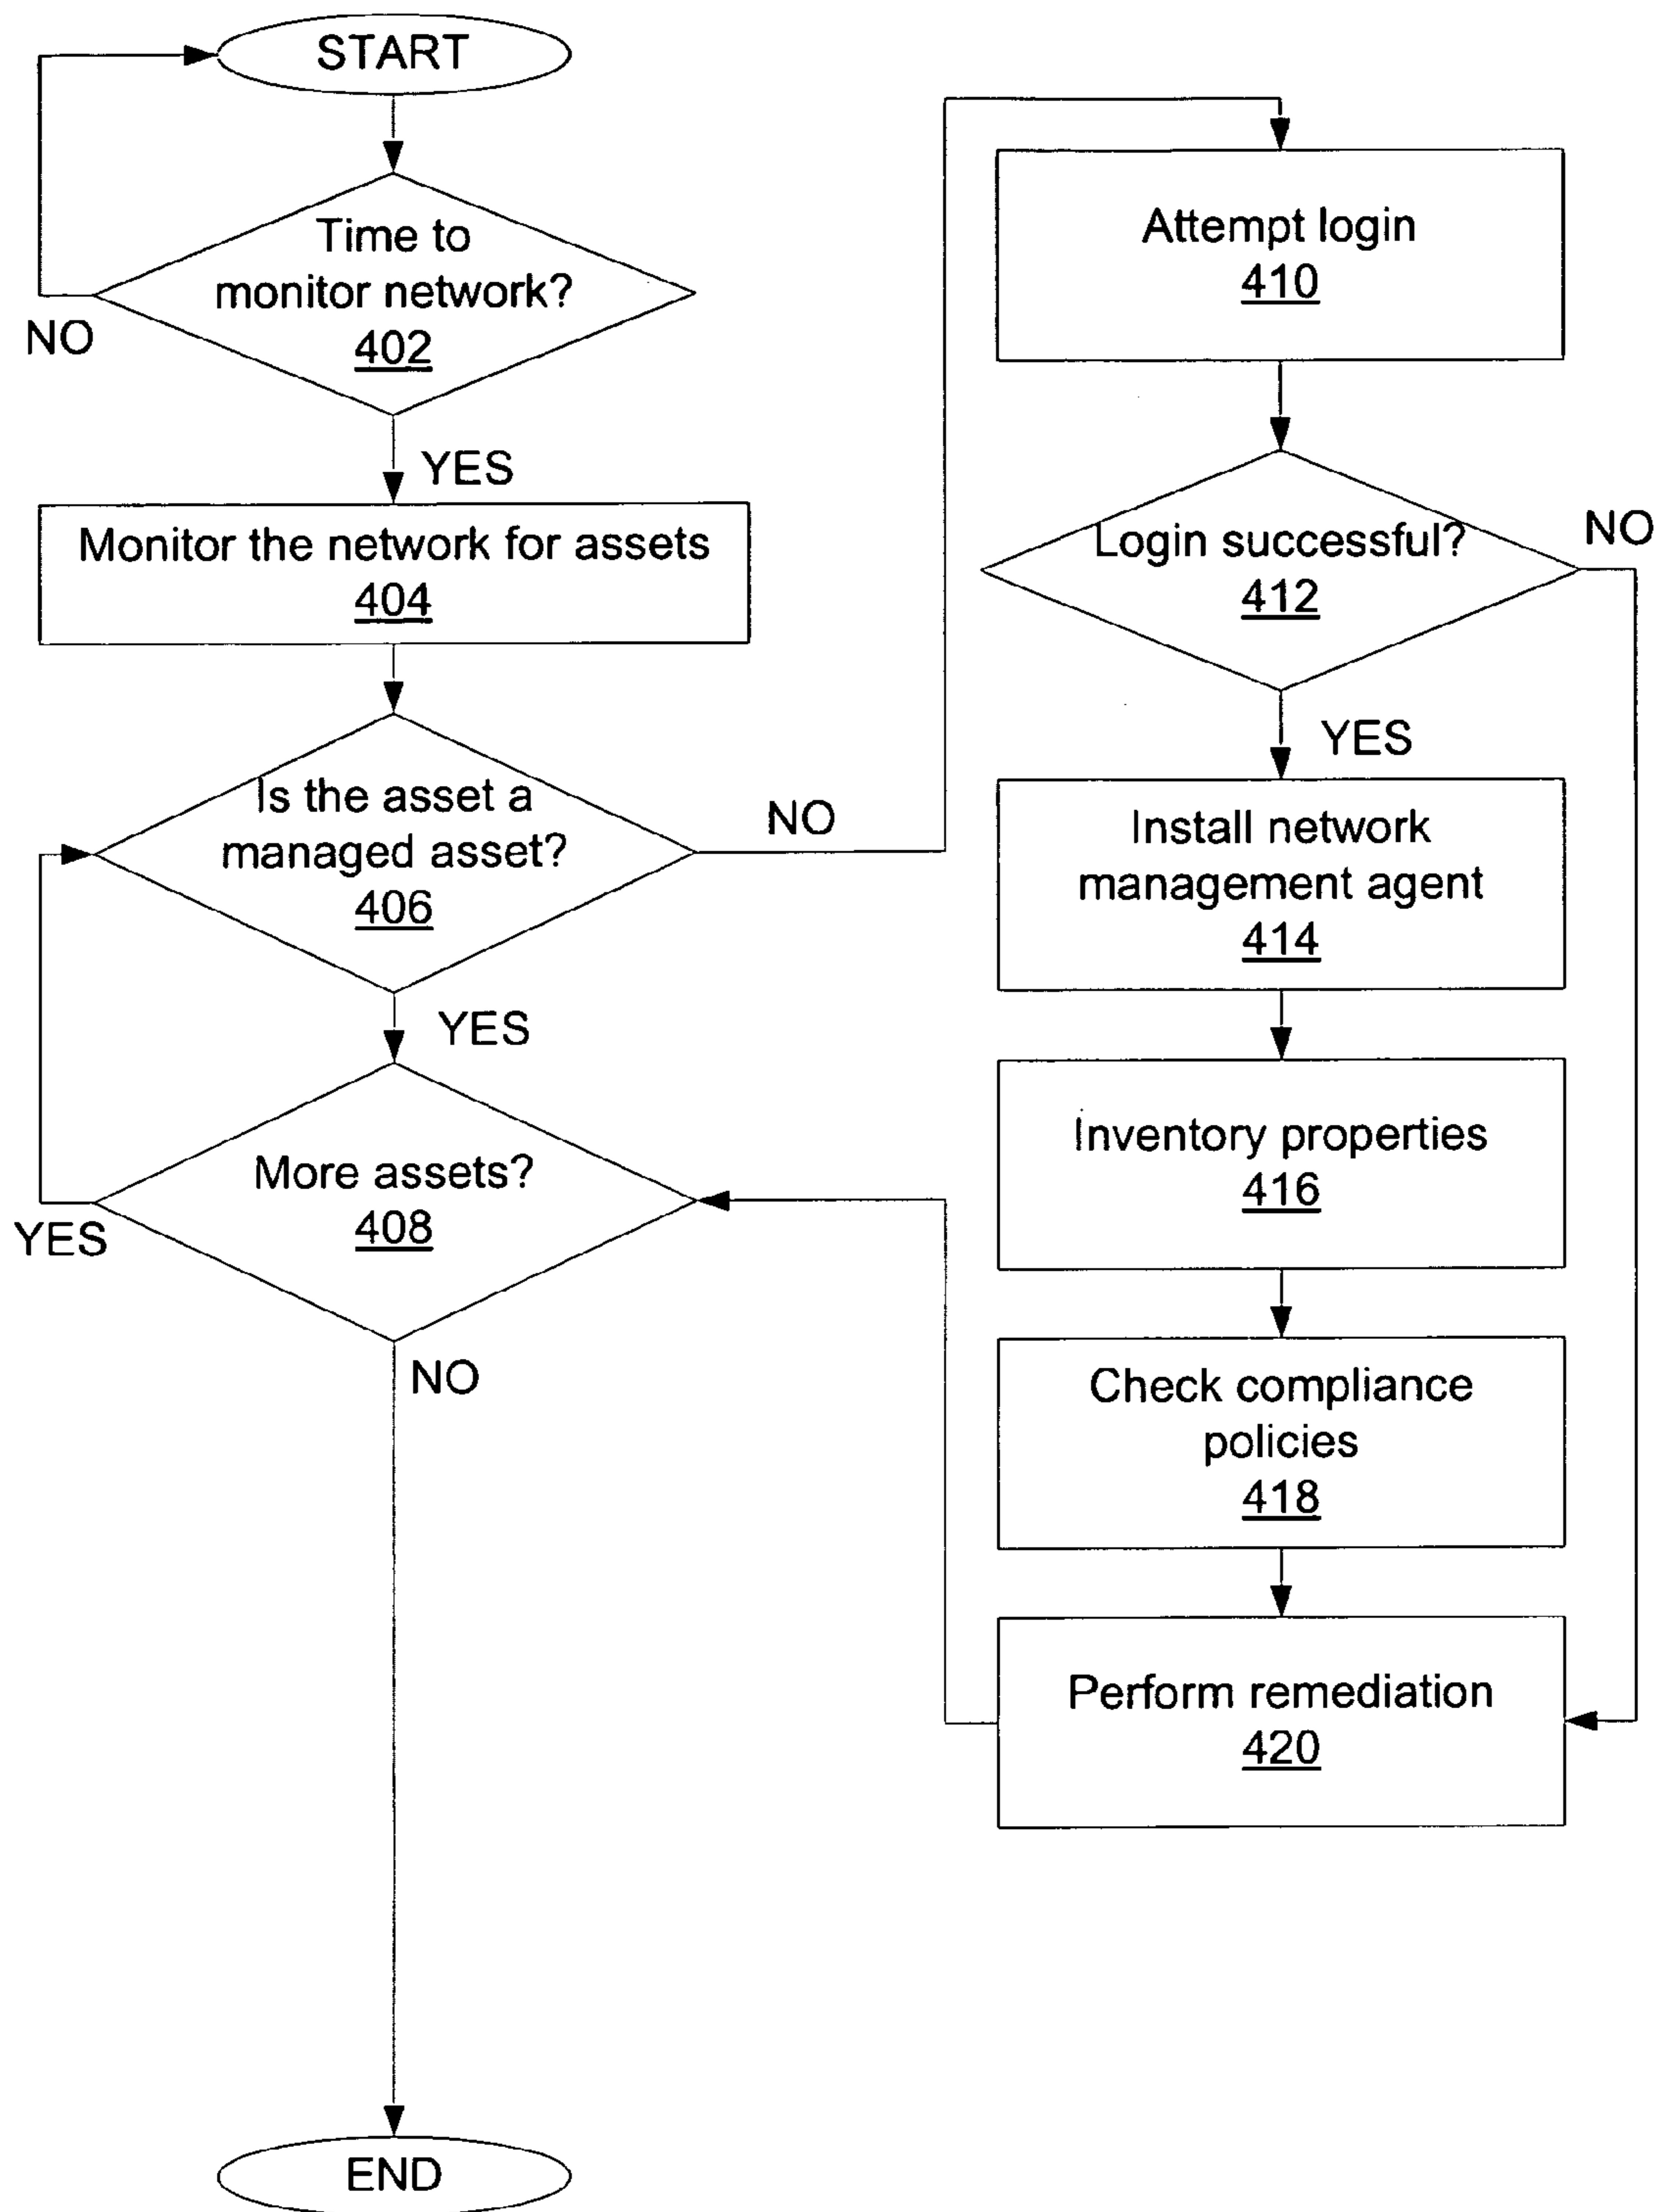 START
Time to
monitor network?
402
NO
YES
Monitor the network for assets
404
Is the asset a
managed asset?
406
NO
YES
More assets?
408
YES
NO
END
Attempt login
410
Login successful?
412
NO
YES
Install network
management agent
414
Inventory properties
416
Check compliance
policies
418
Perform remediation
420